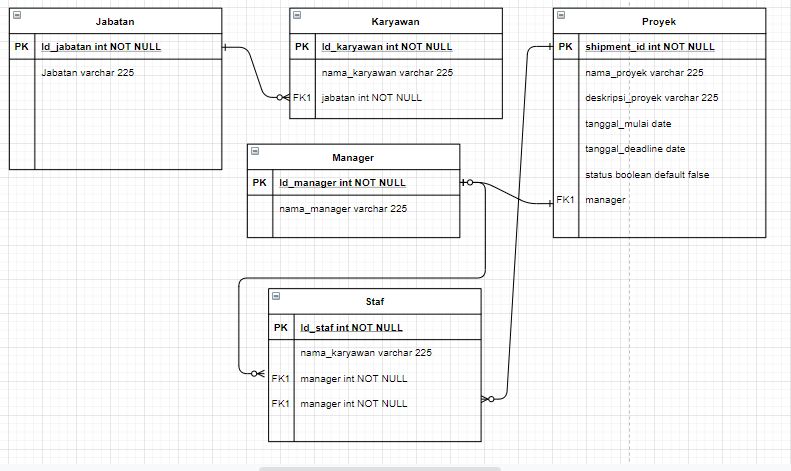 Jabatan
PK Id_jabatan int NOT NULL
Jabatan varchar 225
Karyawan
PK Id_karyawan int NOT NULL
nama_karyawan varchar 225
FK1 jabatan int NOT NULL
Proyek
PK shipment_id int NOT NULL
nama_proyek varchar 225
deskripsi_proyek varchar 225
tanggal_mulai date
tanggal_deadline date
status boolean default false
FK1 manager
Manager
PK Id_manager int NOT NULL
nama_manager varchar 225
Staf
PK Id_staf int NOT NULL
nama_karyawan varchar 225
FK1 manager int NOT NULL
FK1 manager int NOT NULL